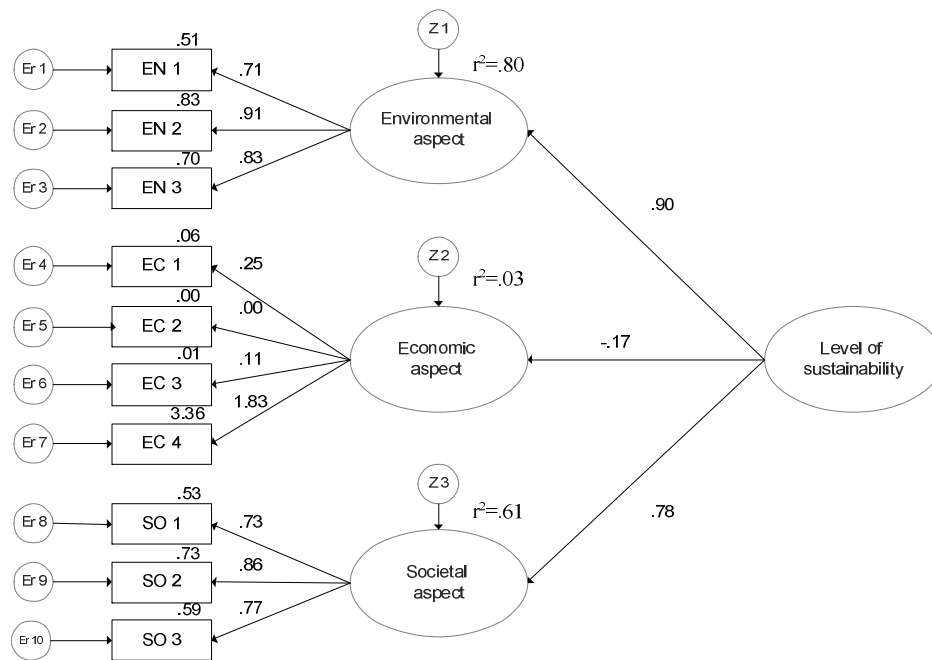 .51
Er 1
EN 1
.71
.83
Er 2
EN 2
.91
.70
Er 3
EN 3
.83
Z 1
r²=.80
Environmental
aspect
.90
.06
Er 4
EC 1
.25
.00
Er 5
EC 2
.00
.01
Er 6
EC 3
.11
3.36
Er 7
EC 4
1.83
Z 2
r²=.03
Economic
aspect
-.17
Level of
sustainability
.53
Er 8
SO 1
.73
.73
Er 9
SO 2
.86
.59
Er 10
SO 3
.77
Z 3
r²=.61
Societal
aspect
.78